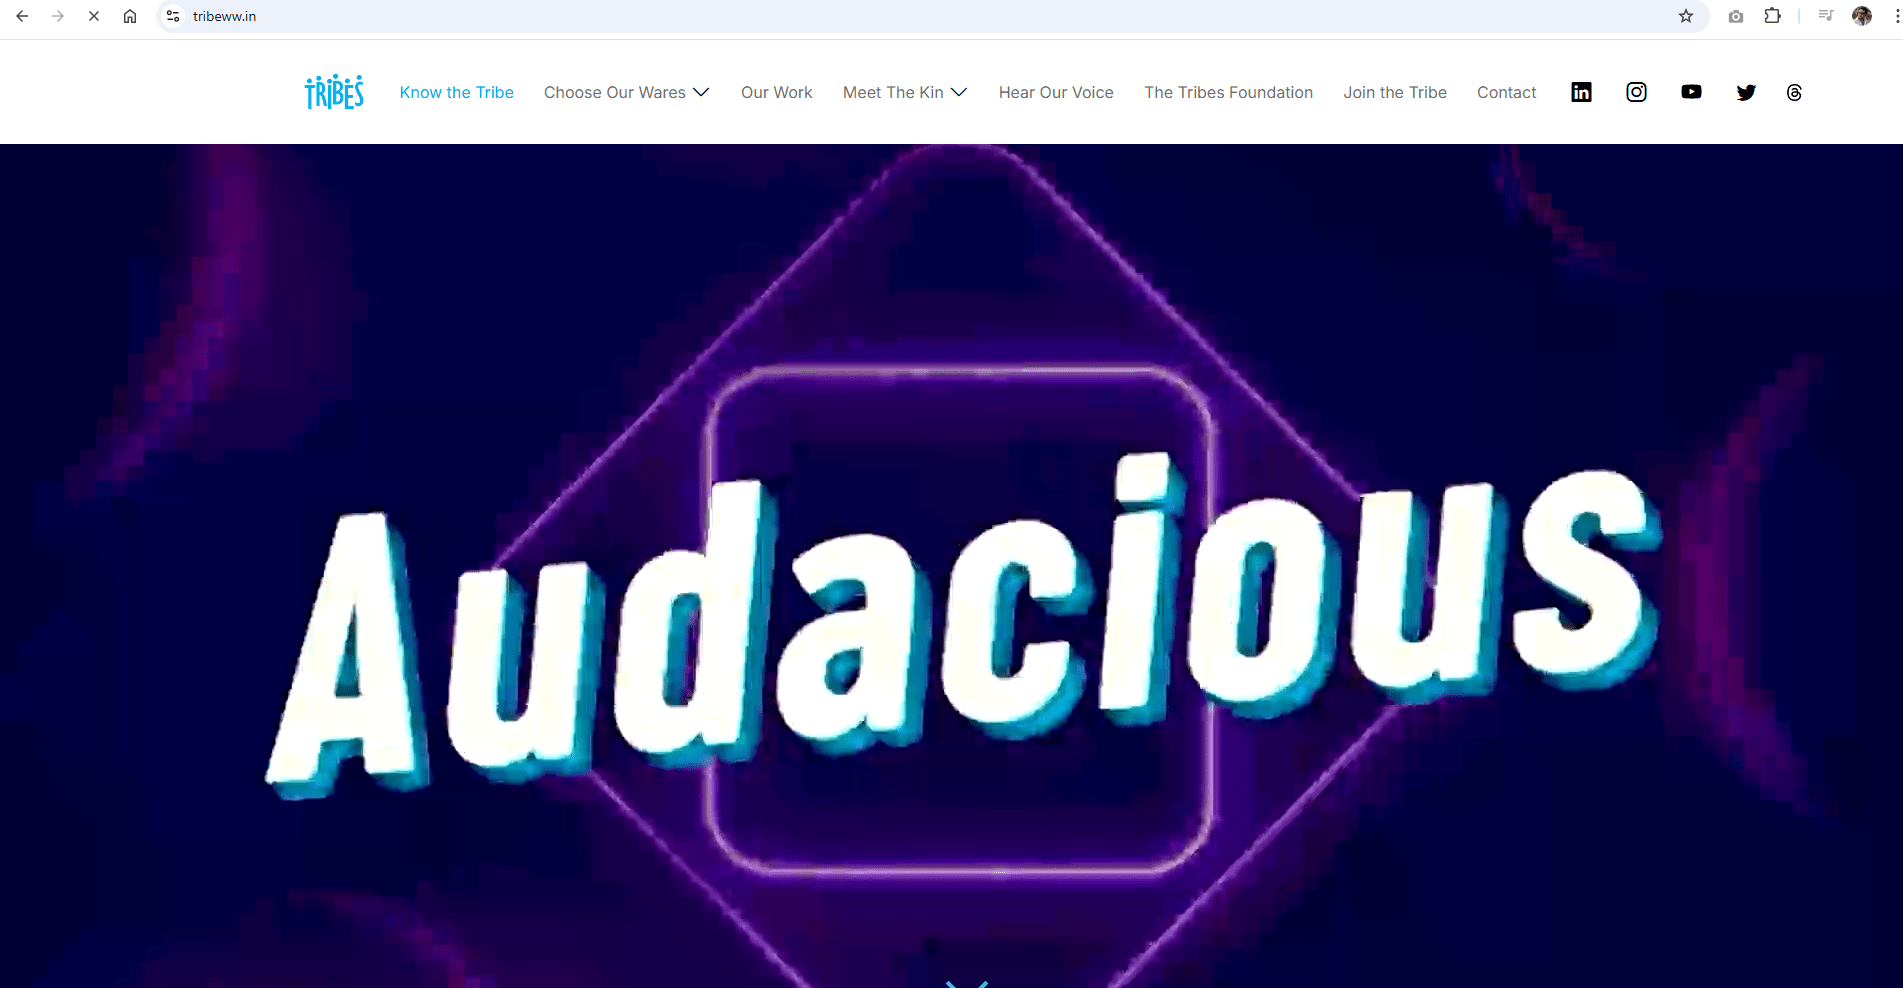 tribeww.in
TRIBES
Know the Tribe
Choose Our Wares
Our Work
Meet The Kin
Hear Our Voice
The Tribes Foundation
Join the Tribe
Contact
in
Audacious